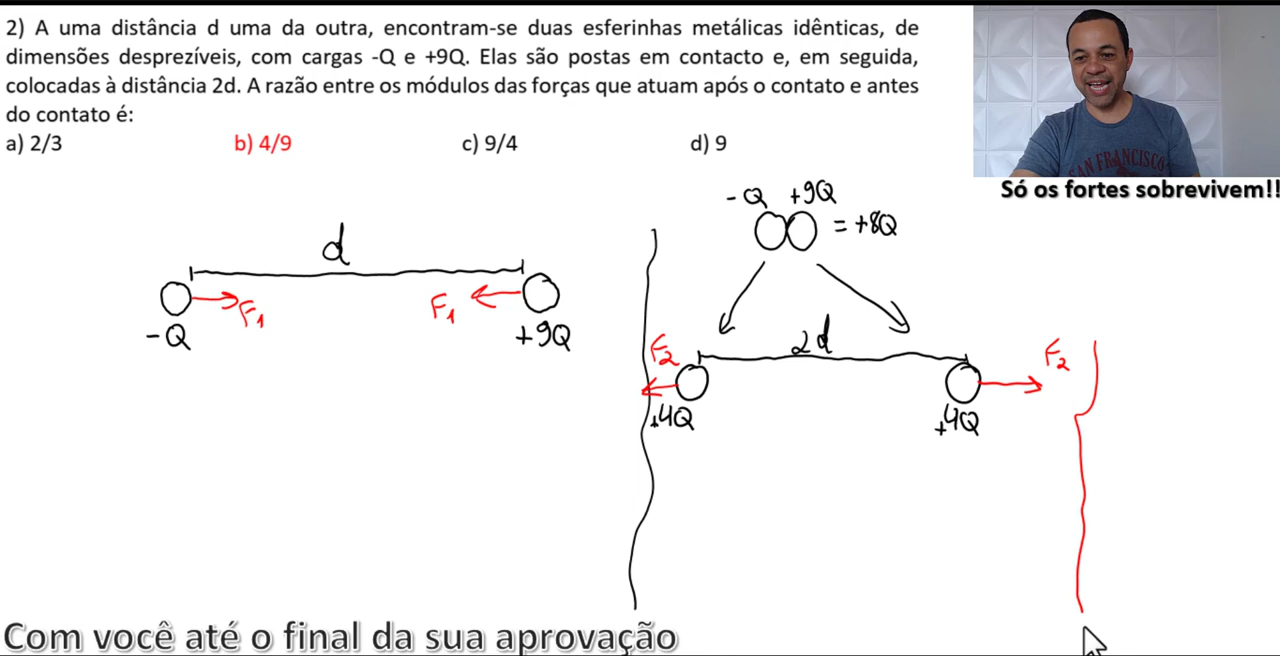 2) A uma distância d uma da outra, encontram-se duas esferinhas metálicas idênticas, de
dimensões desprezíveis, com cargas -Q e +9Q. Elas são postas em contacto e, em seguida,
colocadas à distância 2d. A razão entre os módulos das forças que atuam após o contato e antes
do contato é:
a) 2/3 b) 4/9 c) 9/4 d) 9
SAN FRANCISCO
Só os fortes sobrevivem!!
-Q +9Q
= +8Q
d
F1 F1
-Q +9Q
2d
F2 F2
+4Q +4Q
Com você até o final da sua aprovação